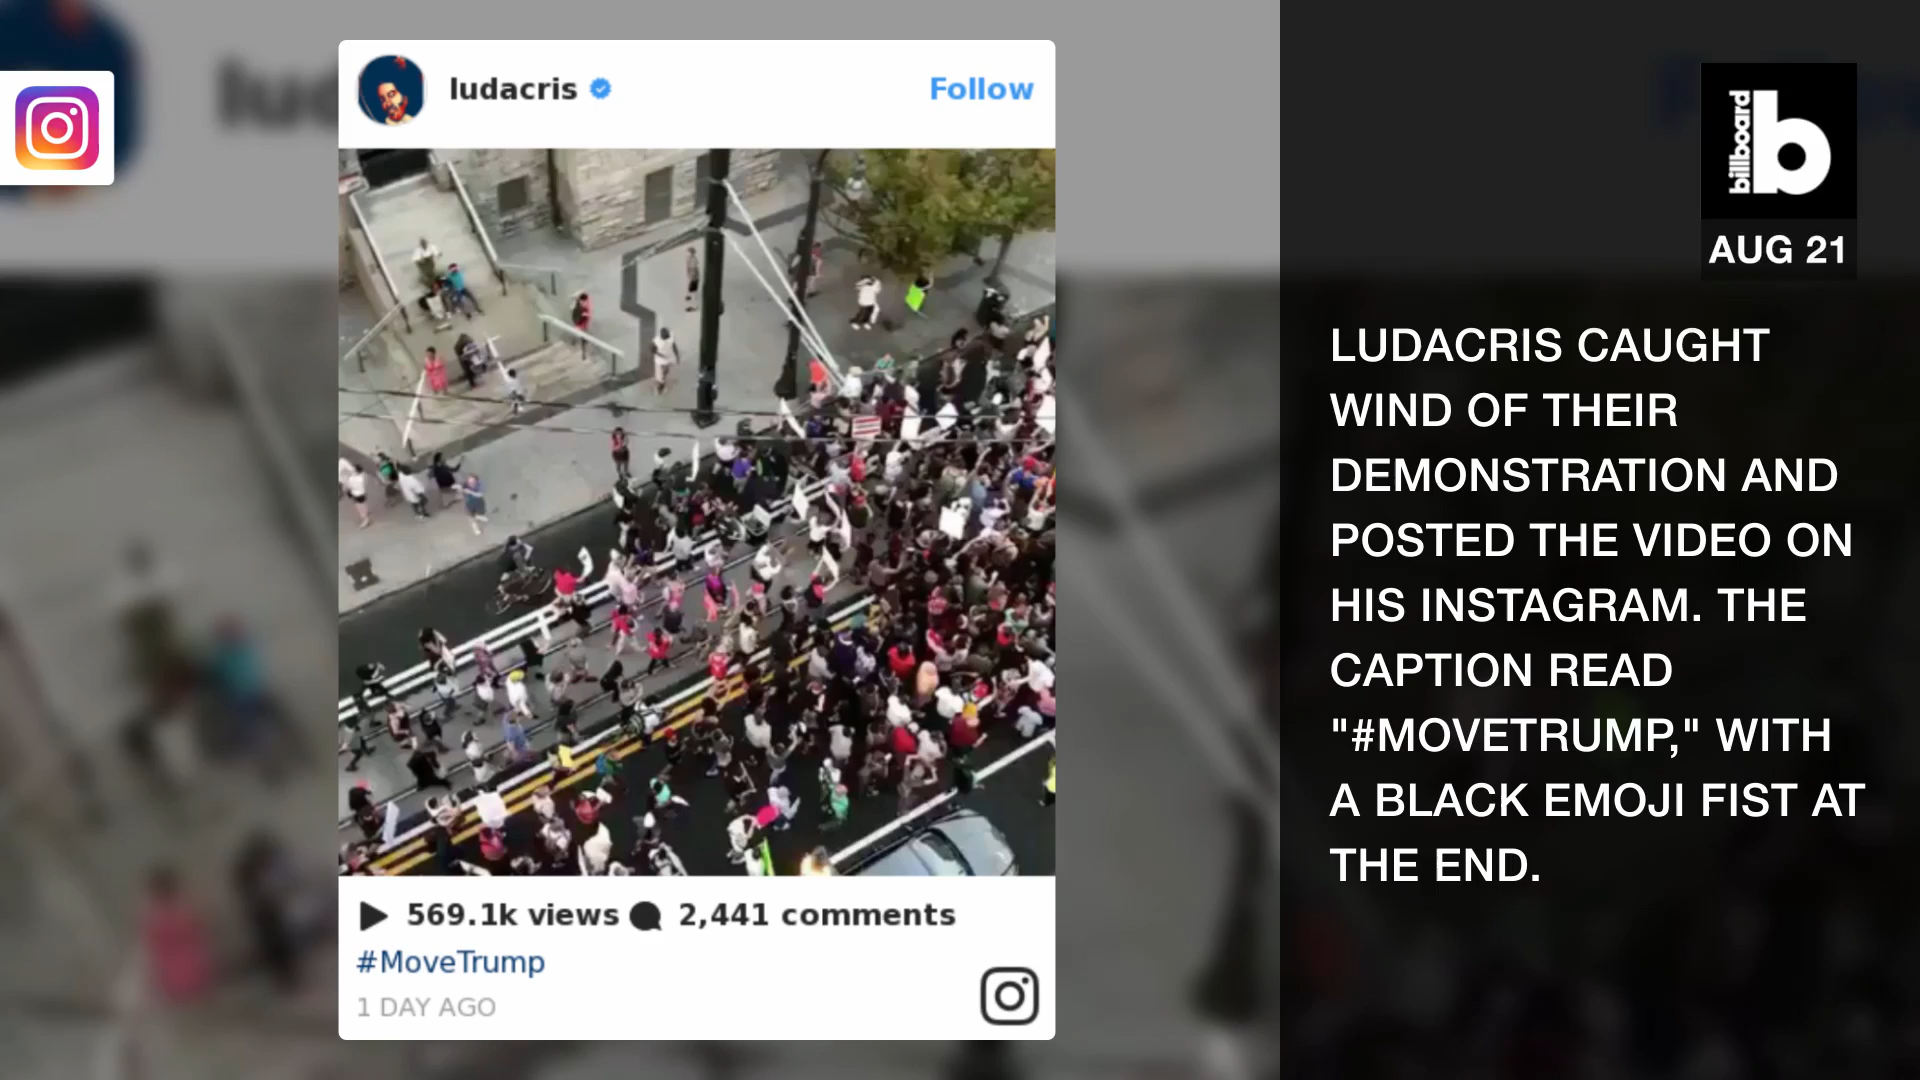 ludacris
Follow
569.1k views 2,441 comments
#MoveTrump
1 DAY AGO
billboard b
AUG 21
LUDACRIS CAUGHT
WIND OF THEIR
DEMONSTRATION AND
POSTED THE VIDEO ON
HIS INSTAGRAM. THE
CAPTION READ
"#MOVETRUMP," WITH
A BLACK EMOJI FIST AT
THE END.